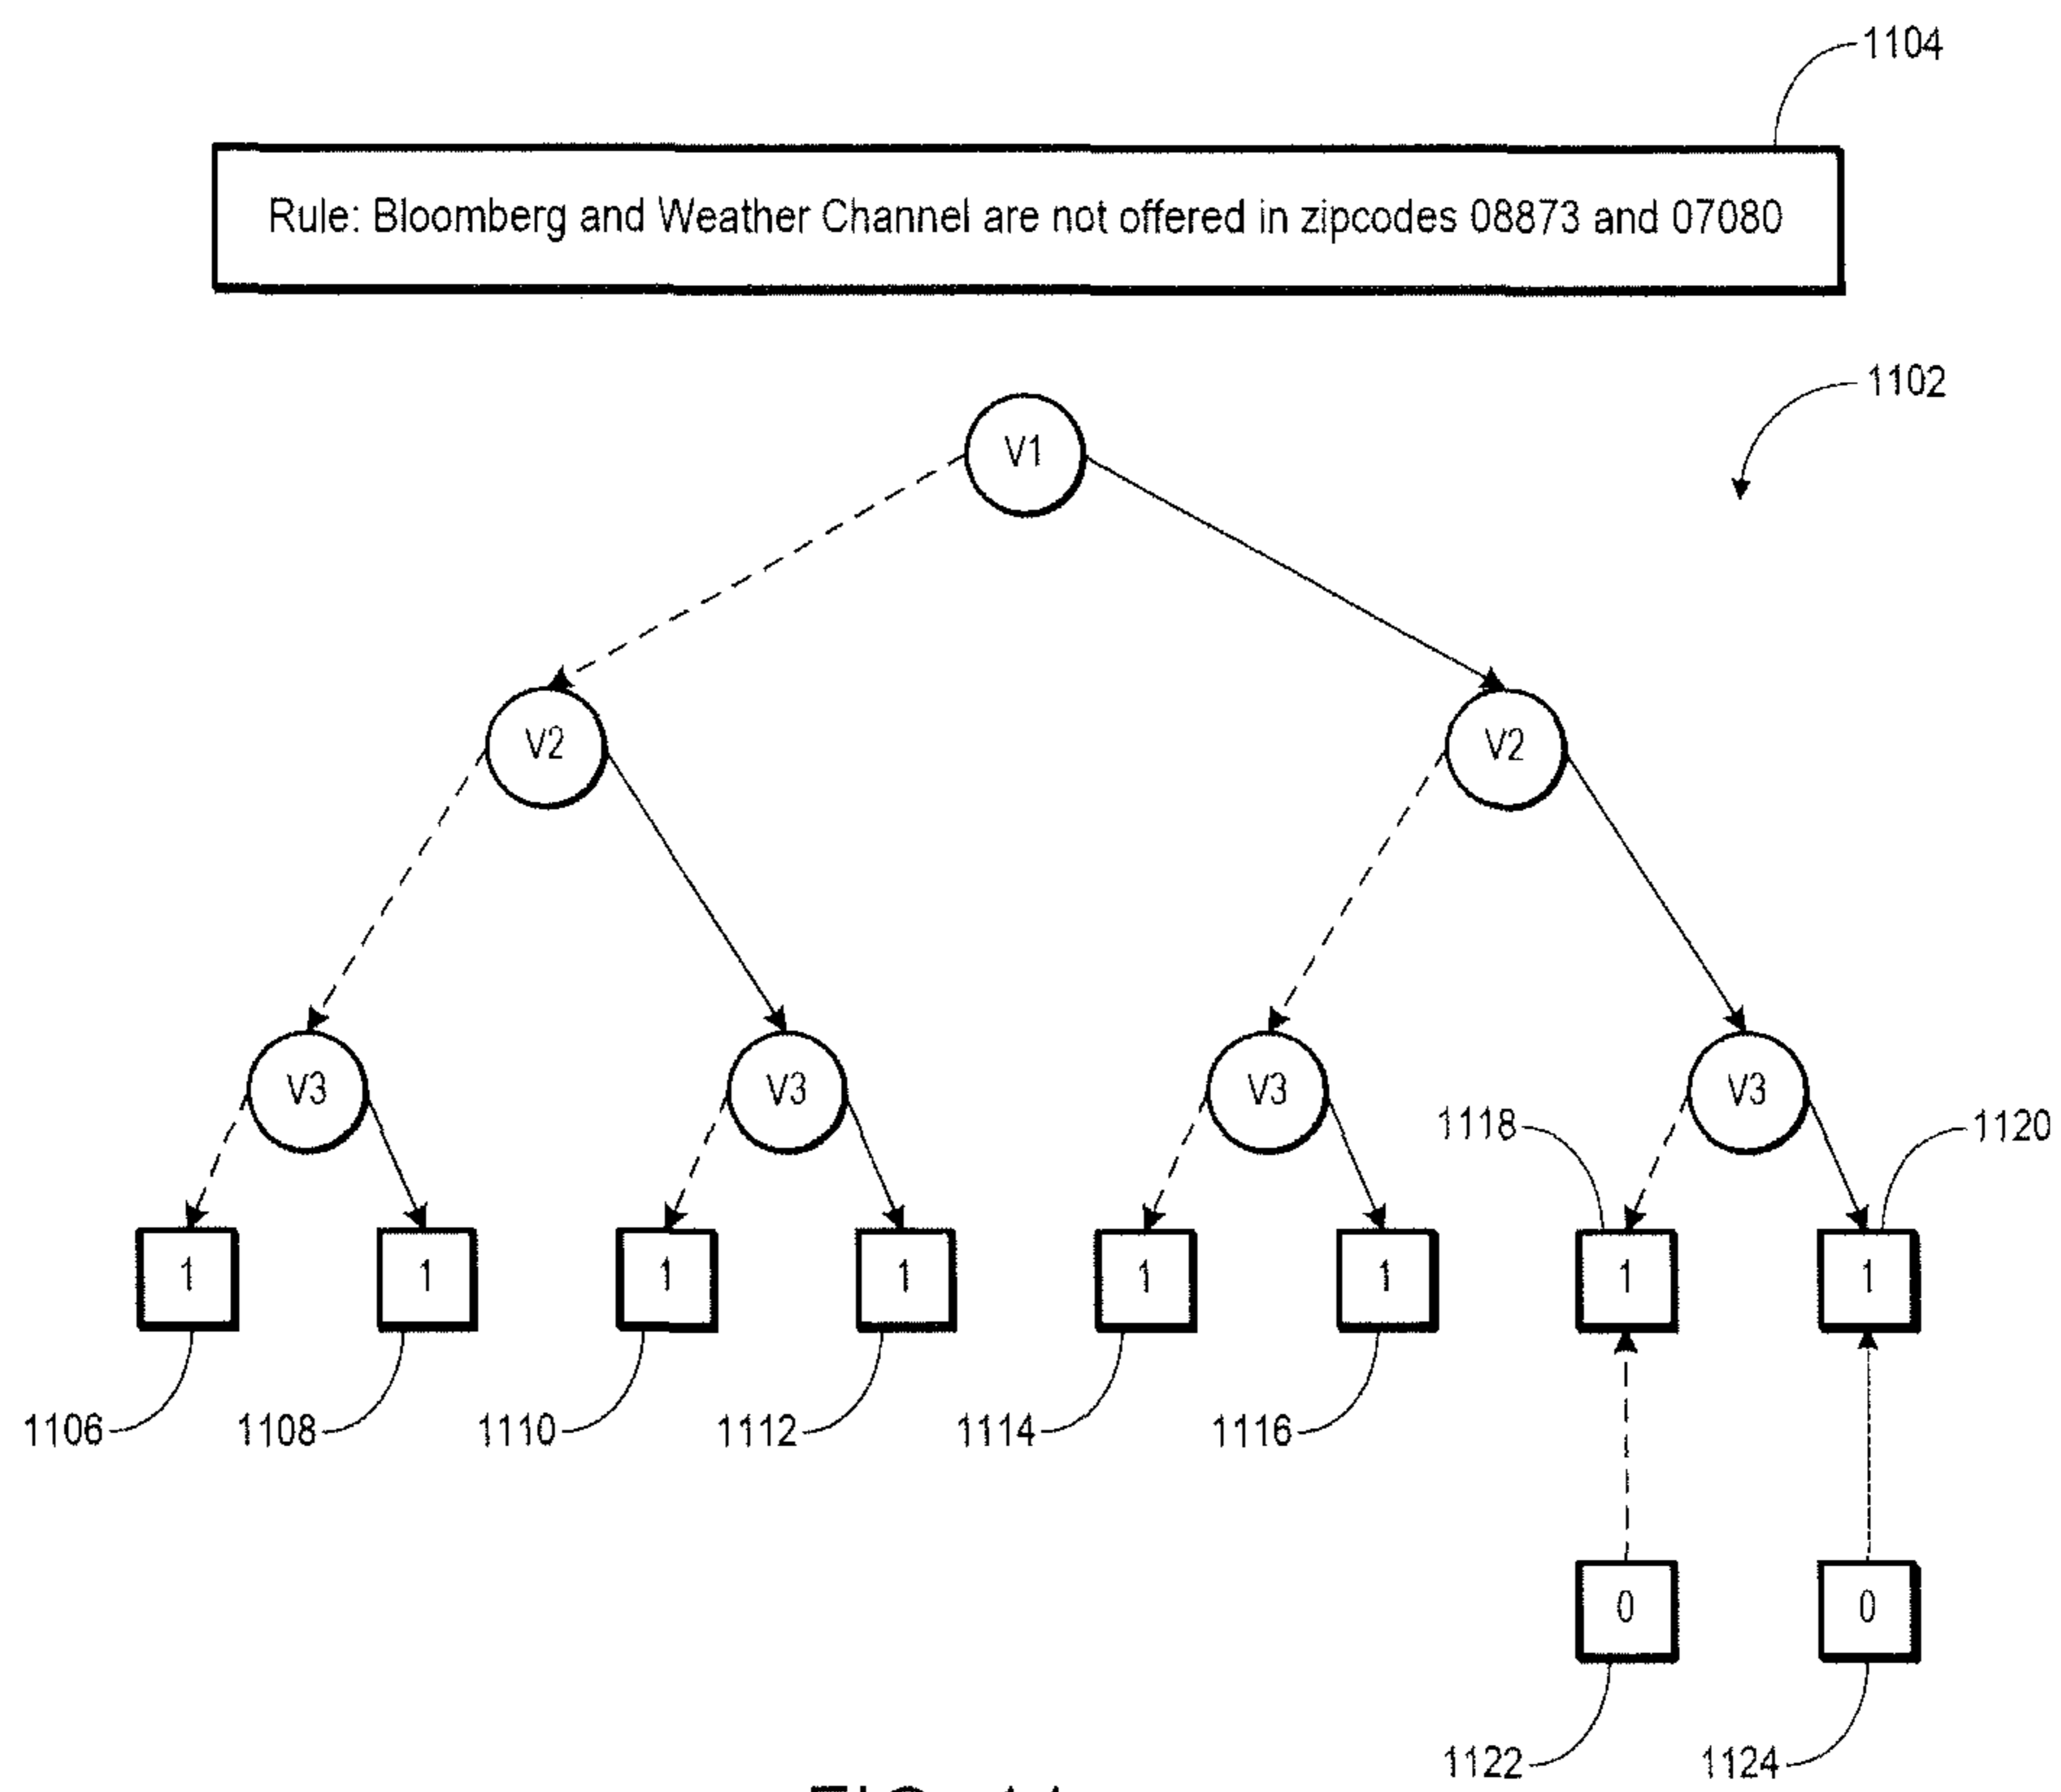 1104
Rule: Bloomberg and Weather Channel are not offered in zipcodes 08873 and 07080
1102
V1
V2
V2
V3
V3
V3
V3
1118
1120
1
1
1
1
1
1
1
1
1106
1108
1110
1112
1114
1116
0
0
1122
1124